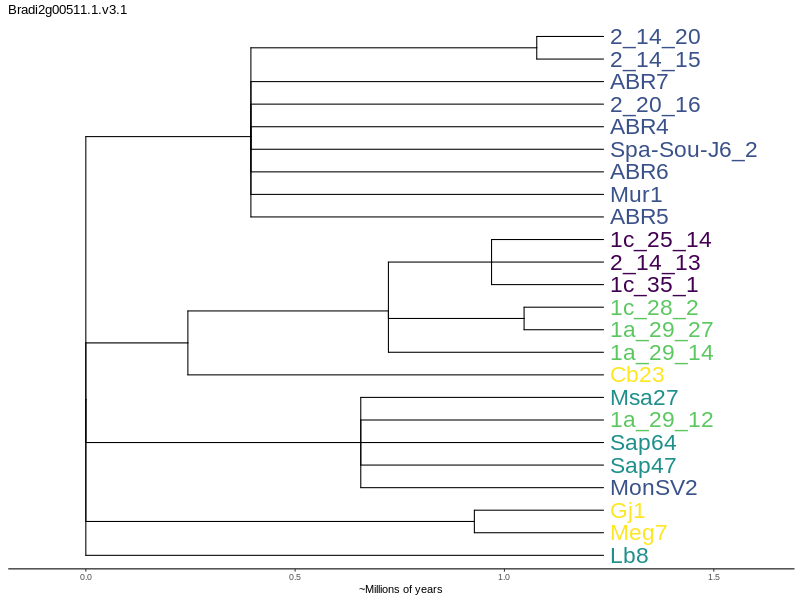 Bradi2g00511.1.v3.1
2_14_20
2_14_15
ABR7
2_20_16
ABR4
Spa-Sou-J6_2
ABR6
Mur1
ABR5
1c_25_14
2_14_13
1c_35_1
1c_28_2
1a_29_27
1a_29_14
Cb23
Msa27
1a_29_12
Sap64
Sap47
MonSV2
Gj1
Meg7
Lb8
0.0 0.5 1.0 1.5
~Millions of years